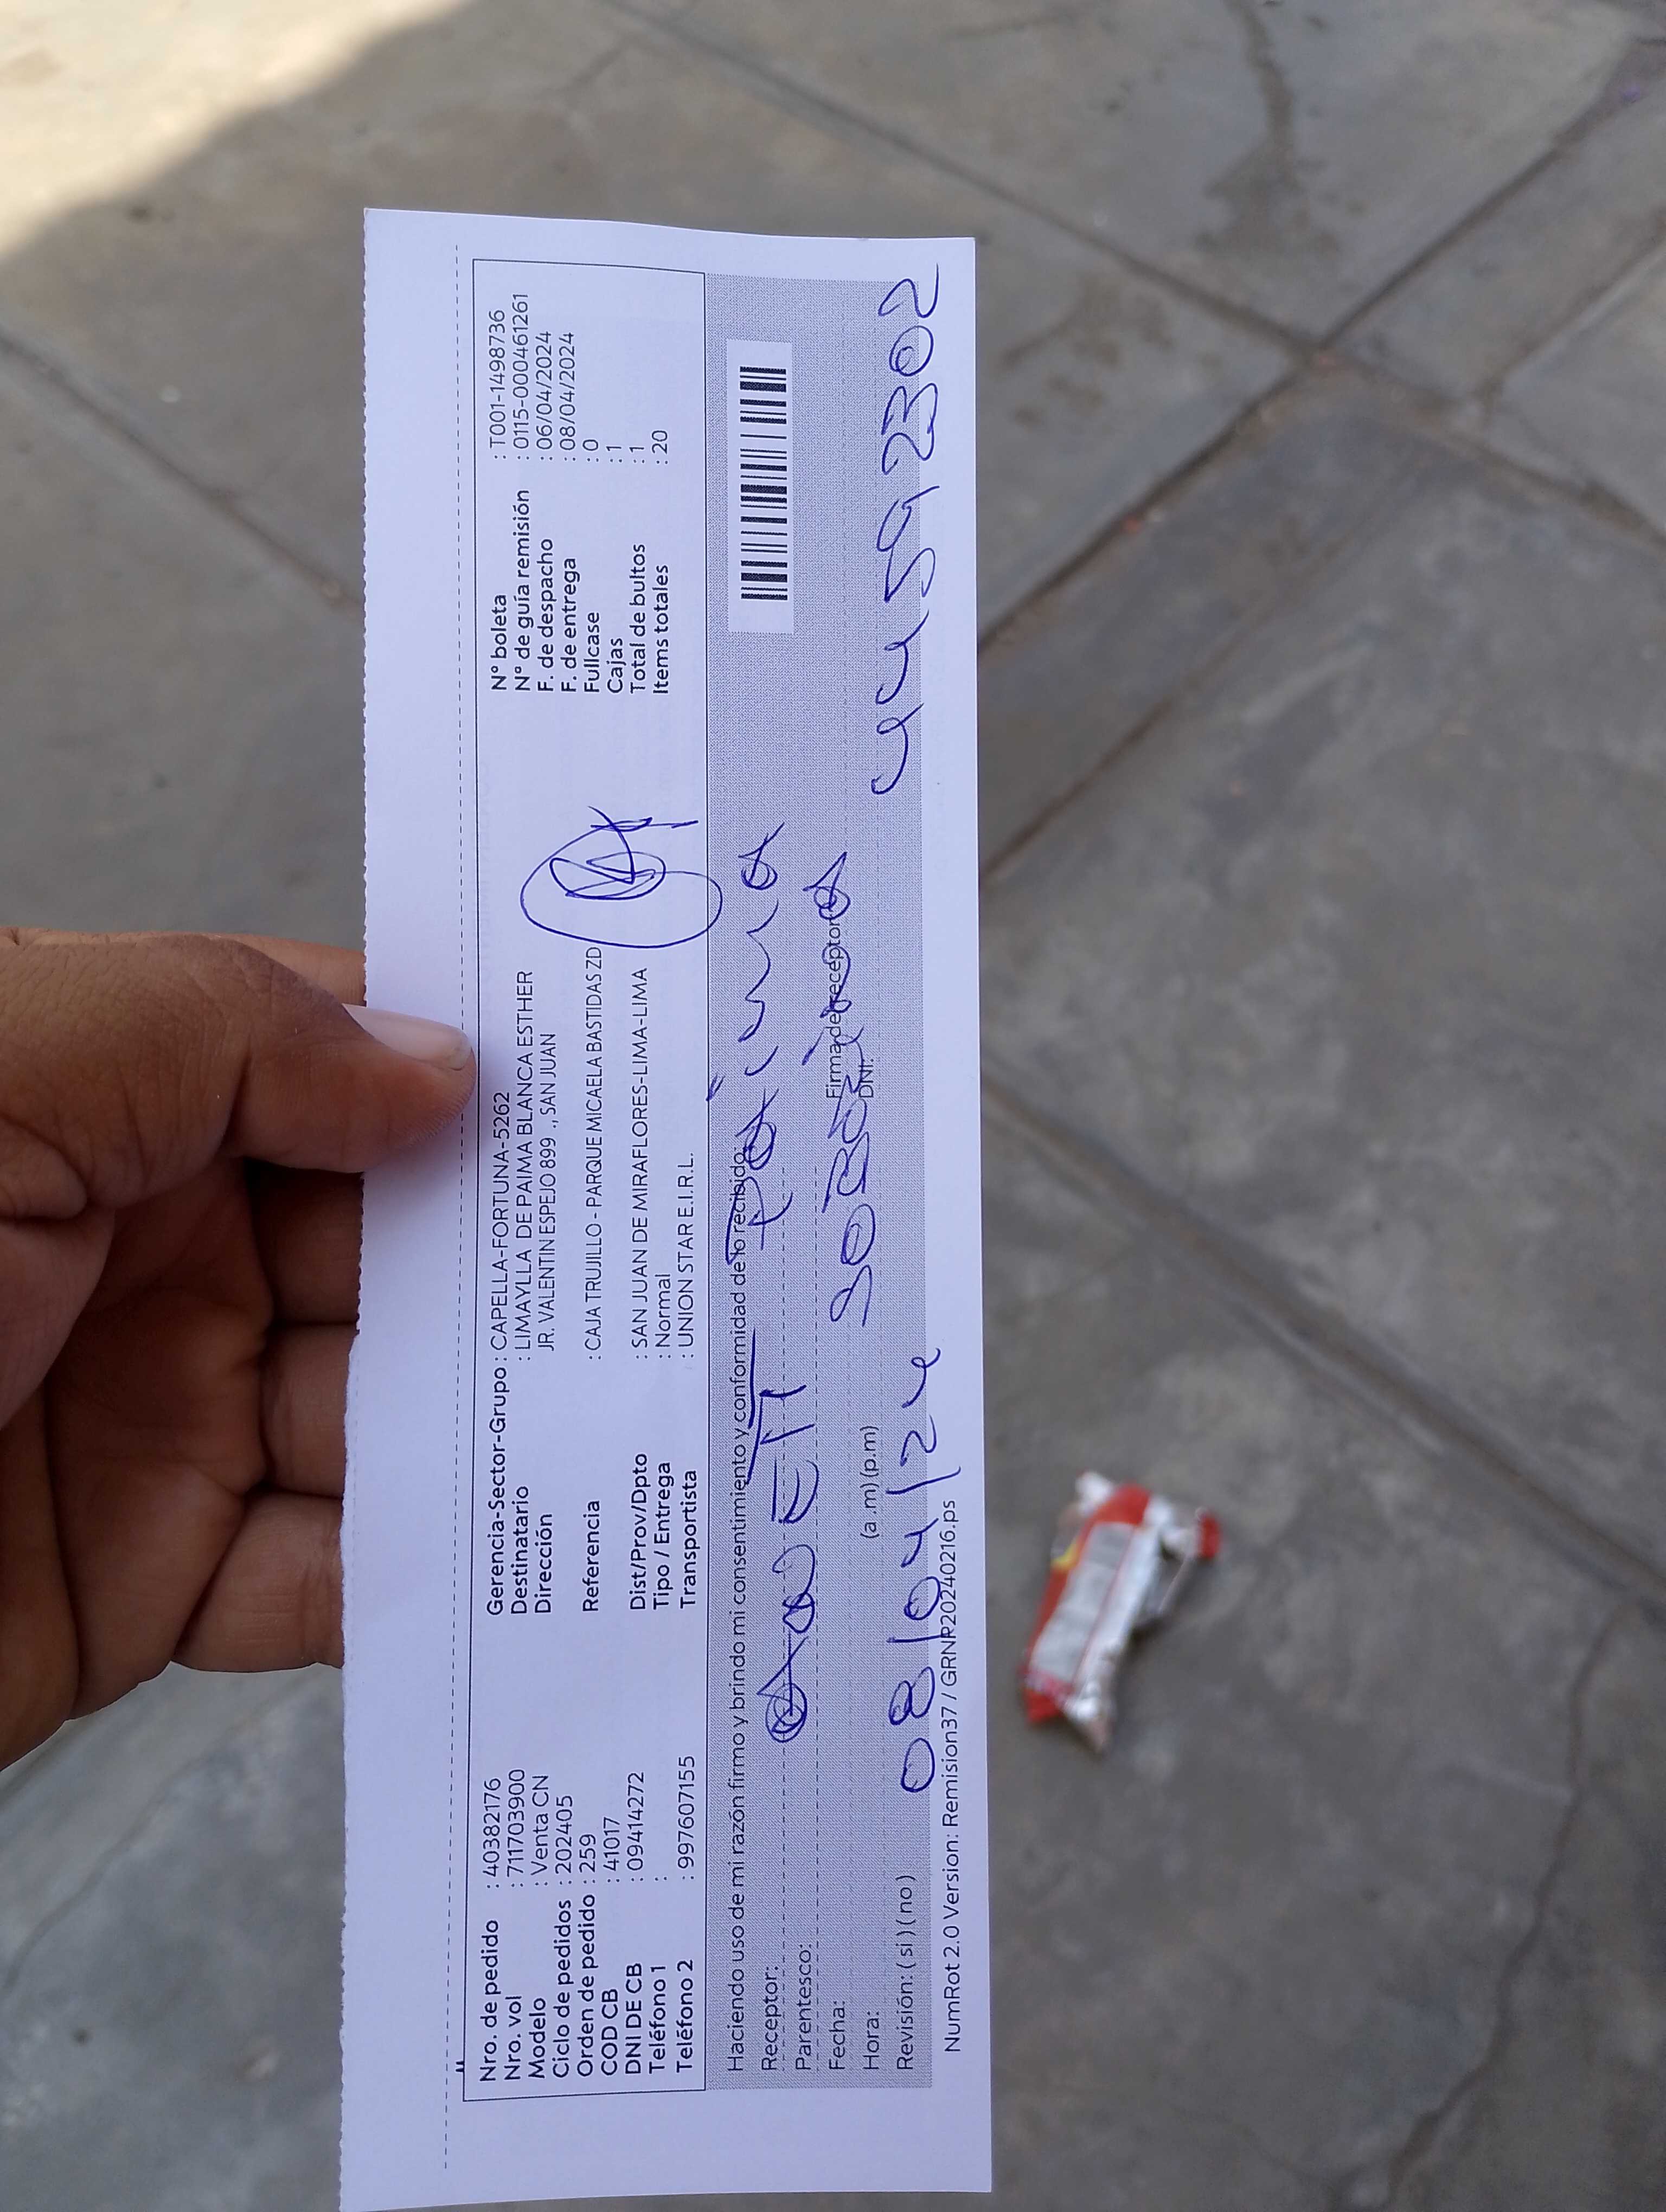 Nro. de pedido : 40382176
Nro. vol : 711703900
Modelo : Venta CN
Ciclo de pedidos : 202405
Orden de pedido : 259
COD CB : 41017
DNI DE CB : 09414272
Teléfono 1 :
Teléfono 2 : 997607155
Gerencia-Sector-Grupo : CAPELLA-FORTUNA-5262
Destinatario : LIMAYLLA DE PAIMA BLANCA ESTHER
Dirección JR. VALENTIN ESPEJO 899 ., SAN JUAN
Referencia : CAJA TRUJILLO - PARQUE MICAELA BASTIDAS ZD
Dist/Prov/Dpto : SAN JUAN DE MIRAFLORES-LIMA-LIMA
Tipo / Entrega : Normal
Transportista : UNION STAR E.I.R.L.
N° boleta : T001-1498736
N° de guía remisión : 0115-000461261
F. de despacho : 06/04/2024
F. de entrega : 08/04/2024
Fullcase : 0
Cajas : 1
Total de bultos : 1
Items totales : 20
Haciendo uso de mi razón firmo y brindo mi consentimiento y conformidad de lo recibido:
Receptor: Paima
Parentesco: sobrina
Fecha: Firma de receptor
Hora: (a .m) (p.m) DNI: 44592302
Revisión: ( si ) ( no ) 08/04/24
NumRot 2.0 Version: Remision37 / GRNR20240216.ps